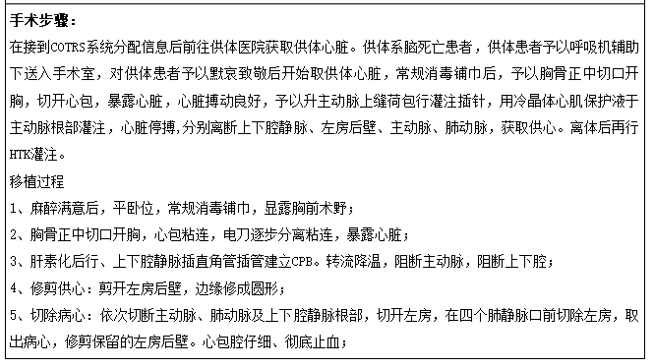 手术步骤：
在接到COTRS系统分配信息后前往供体医院获取供体心脏。供体系脑死亡患者，供体患者予以呼吸机辅助
下送入手术室，对供体患者予以默哀致敬后开始取供体心脏，常规消毒铺巾后，予以胸骨正中切口开
胸，切开心包，暴露心脏，心脏搏动良好，予以升主动脉上缝荷包行灌注插针，用冷晶体心肌保护液于
主动脉根部灌注，心脏停搏,分别离断上下腔静脉、左房后壁、主动脉、肺动脉，获取供心。离体后再行
HTK灌注。
移植过程
1、麻醉满意后，平卧位，常规消毒铺巾，显露胸前术野；
2、胸骨正中切口开胸，心包粘连，电刀逐步分离粘连，暴露心脏；
3、肝素化后行、上下腔静脉插直角管插管建立CPB。转流降温，阻断主动脉，阻断上下腔；
4、修剪供心：剪开左房后壁，边缘修成圆形；
5、切除病心：依次切断主动脉、肺动脉及上下腔静脉根部，切开左房，在四个肺静脉口前切除左房，取
出病心，修剪保留的左房后壁。心包腔仔细、彻底止血；